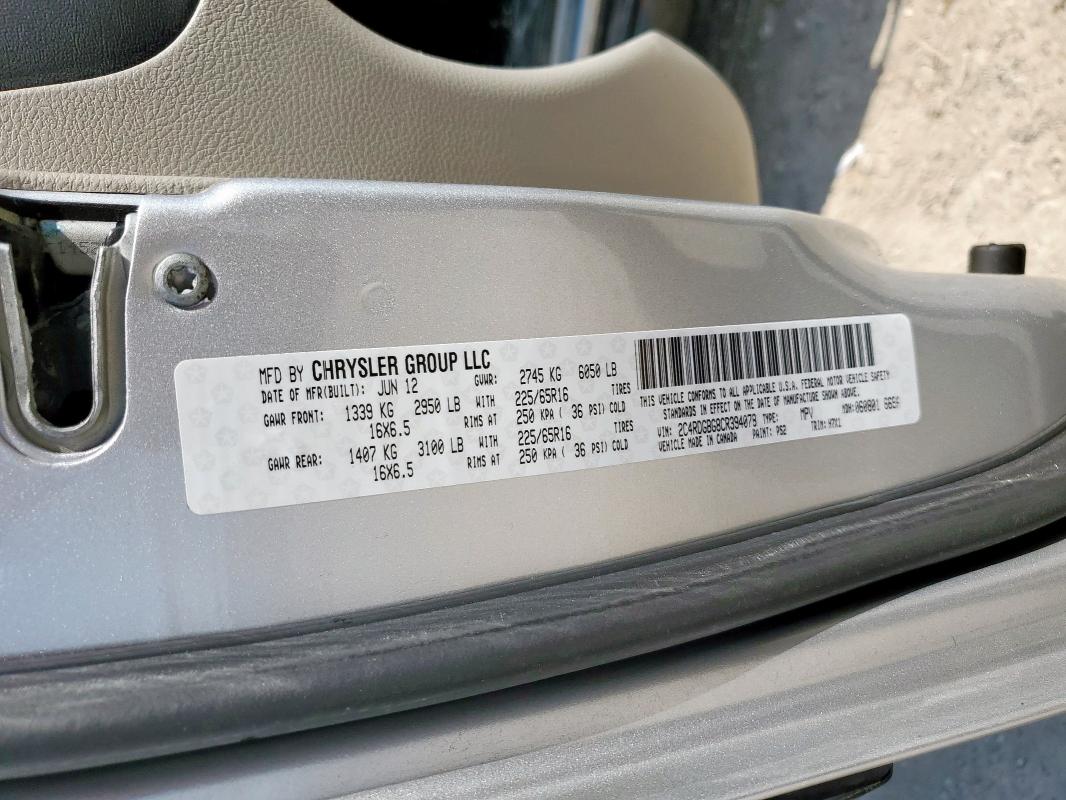 MFD BY CHRYSLER GROUP LLC
DATE OF MFR(BUILT): JUN 12 GVWR: 2745 KG 6050 LB
GAWR FRONT: 1339 KG 2950 LB WITH 225/65R16 TIRES
16X6.5 RIMS AT 250 KPA ( 36 PSI) COLD
GAWR REAR: 1407 KG 3100 LB WITH 225/65R16 TIRES
16X6.5 RIMS AT 250 KPA ( 36 PSI) COLD
THIS VEHICLE CONFORMS TO ALL APPLICABLE U.S.A. FEDERAL MOTOR VEHICLE SAFETY
STANDARDS IN EFFECT ON THE DATE OF MANUFACTURE SHOWN ABOVE.
VIN: 2C4RDGBG8CR394079 TYPE: MPV MDH: 060801
VEHICLE MADE IN CANADA PAINT: PS2 TRIM: H7X1